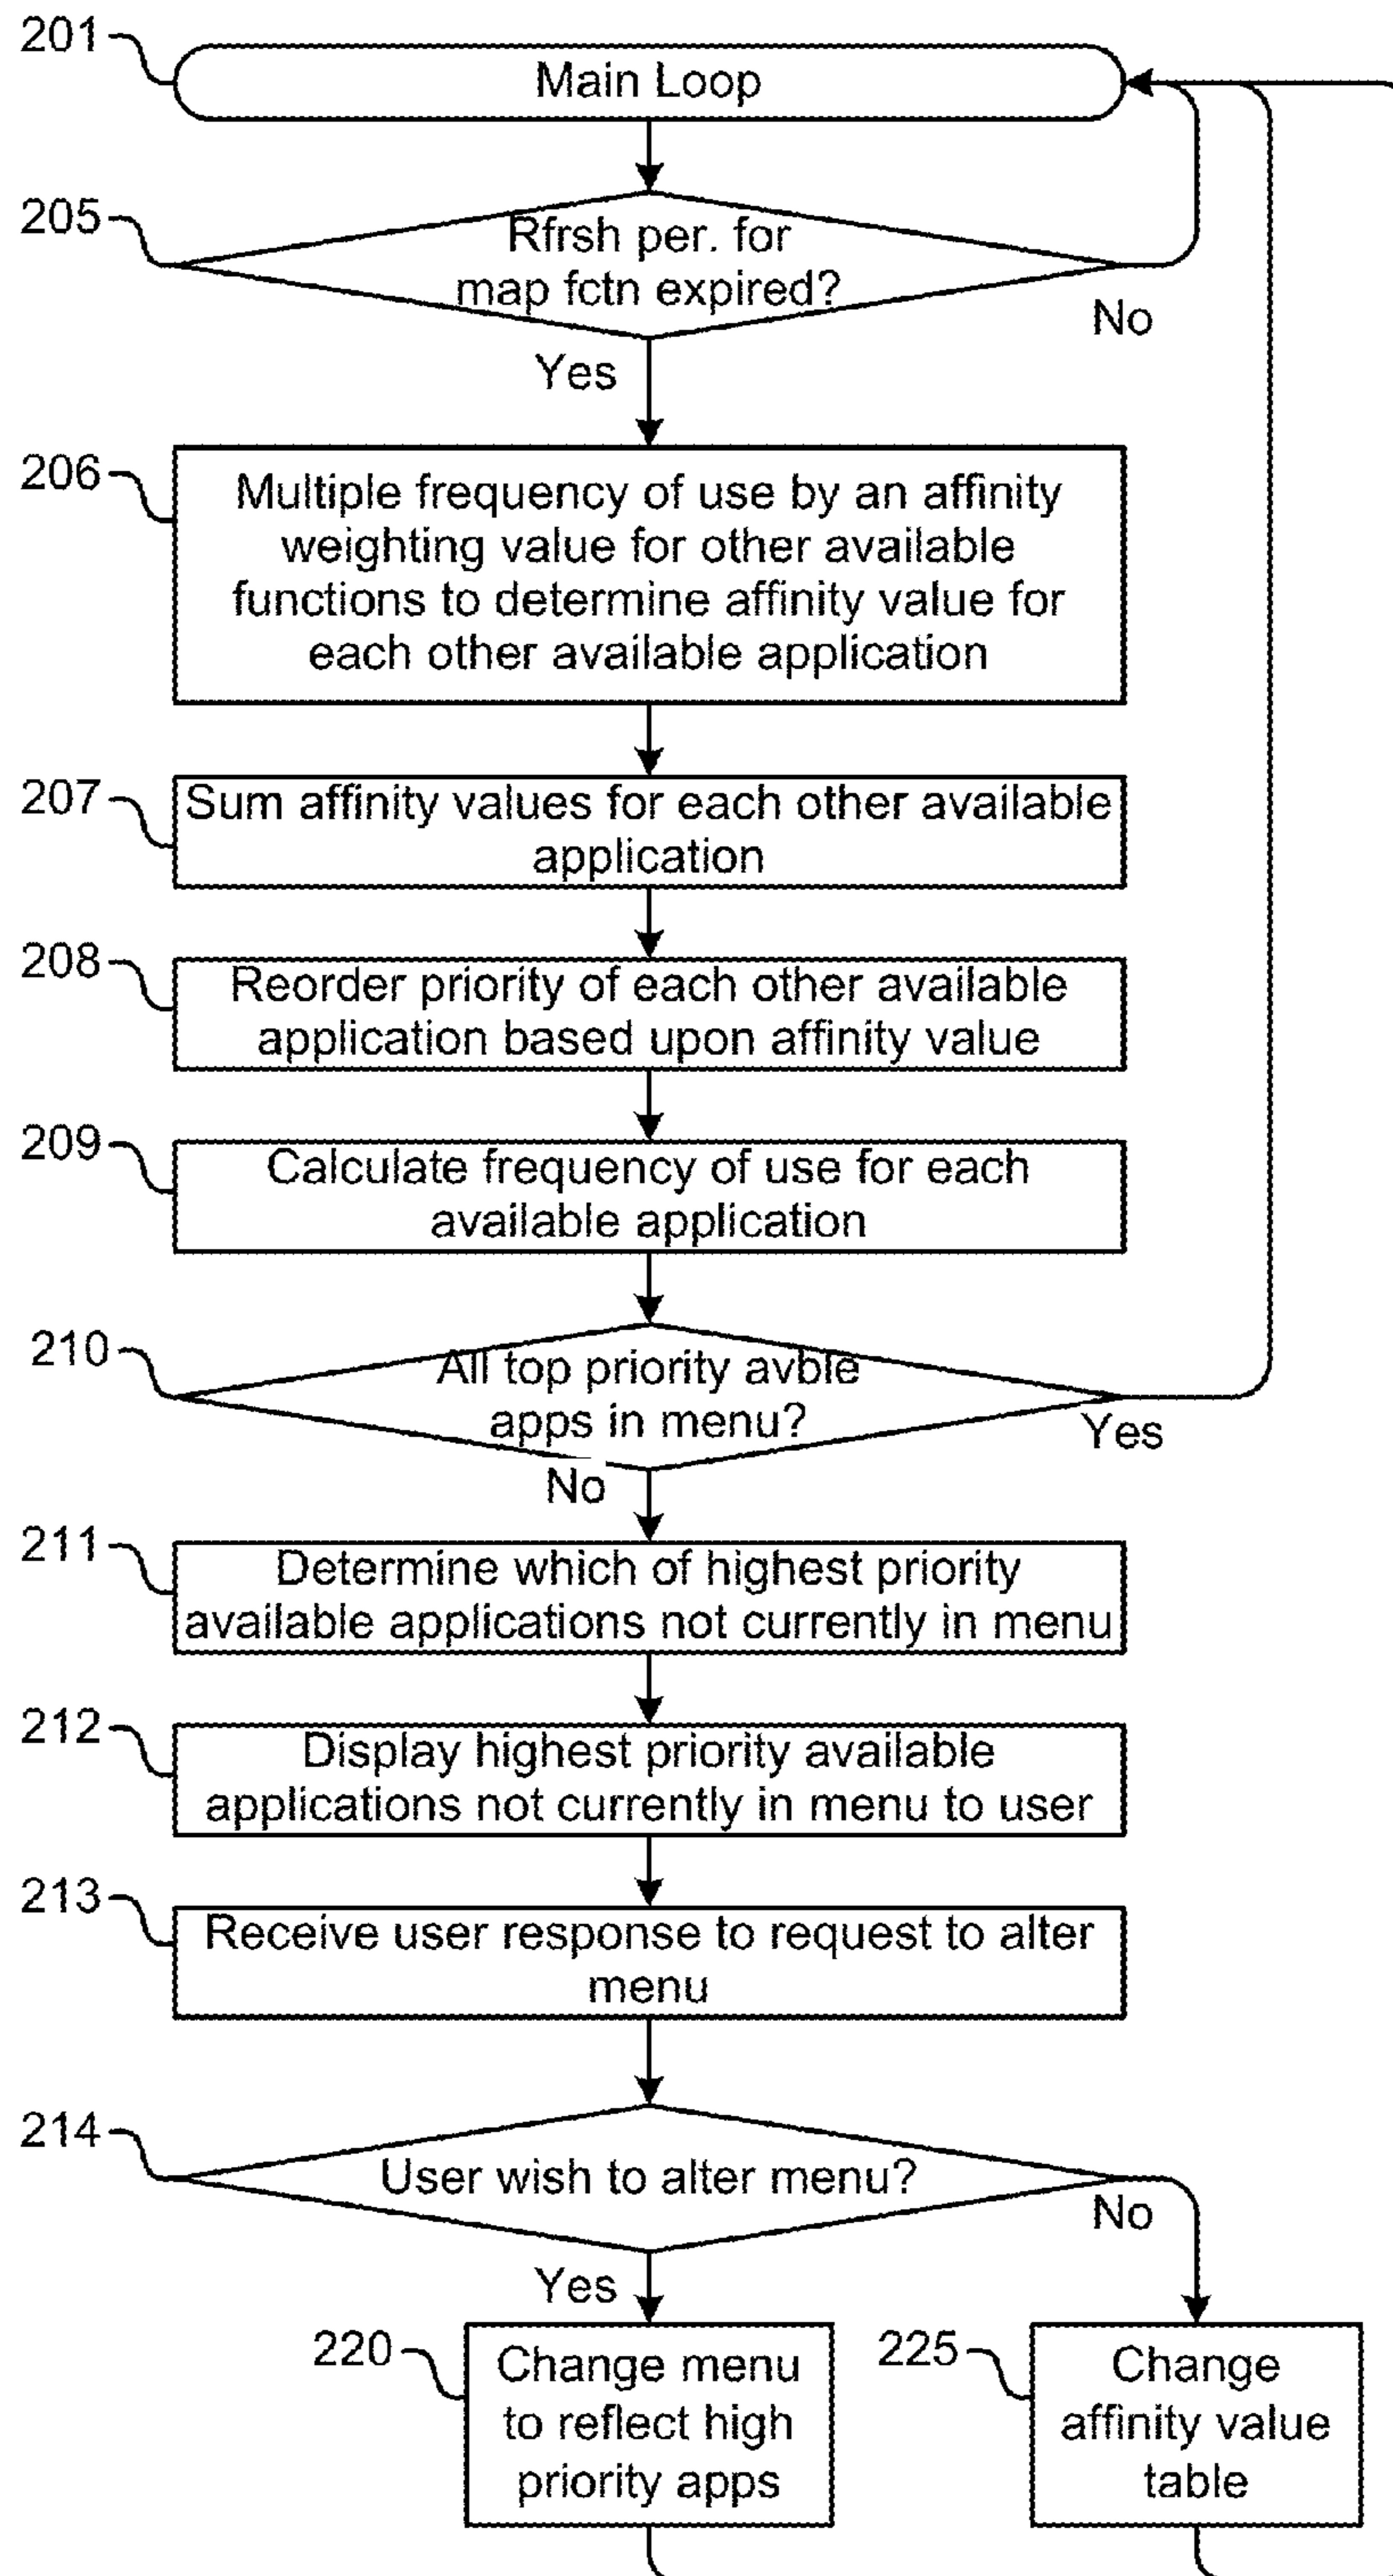 201
Main Loop
205
Rfrsh per. for
map fctn expired?
No
Yes
206
Multiple frequency of use by an affinity
weighting value for other available
functions to determine affinity value for
each other available application
207
Sum affinity values for each other available
application
208
Reorder priority of each other available
application based upon affinity value
209
Calculate frequency of use for each
available application
210
All top priority avble
apps in menu?
Yes
No
211
Determine which of highest priority
available applications not currently in menu
212
Display highest priority available
applications not currently in menu to user
213
Receive user response to request to alter
menu
214
User wish to alter menu?
No
Yes
220
Change menu
to reflect high
priority apps
225
Change
affinity value
table